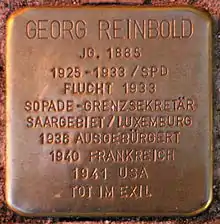 GEORG REINBOLD
JG. 1885
1925-1933/SPD
FLUCHT 1933
SOPADE-GRENZSEKRETÄR
SAARGEBIET/LUXEMBURG
1938 AUSGEBÜRGERT
1940 FRANKREICH
1941 USA
TOT IM EXIL